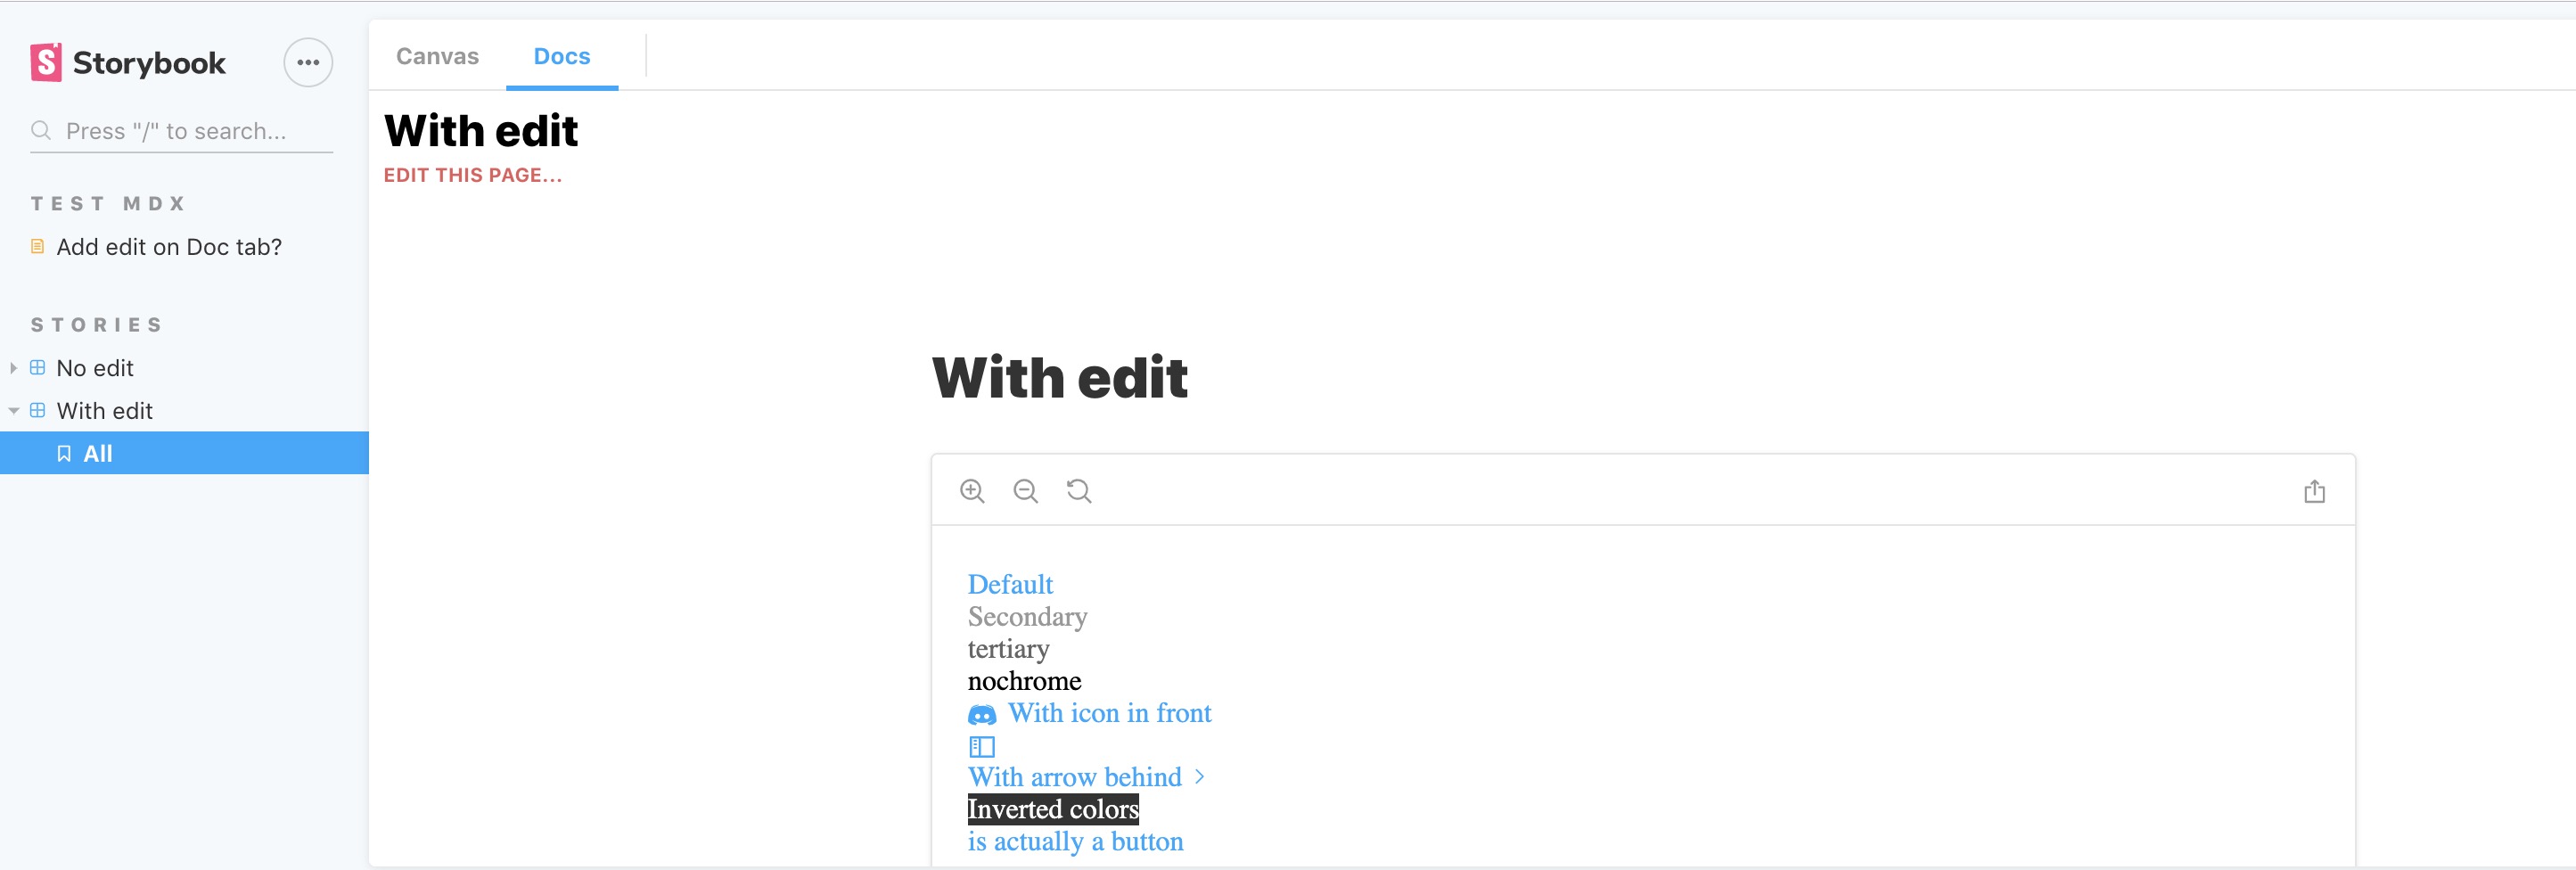 Storybook
Press "/" to search...
TEST MDX
Add edit on Doc tab?
STORIES
No edit
With edit
All
Canvas
Docs
With edit
EDIT THIS PAGE...
With edit
Default
Secondary
tertiary
nochrome
With icon in front
With arrow behind
Inverted colors
is actually a button